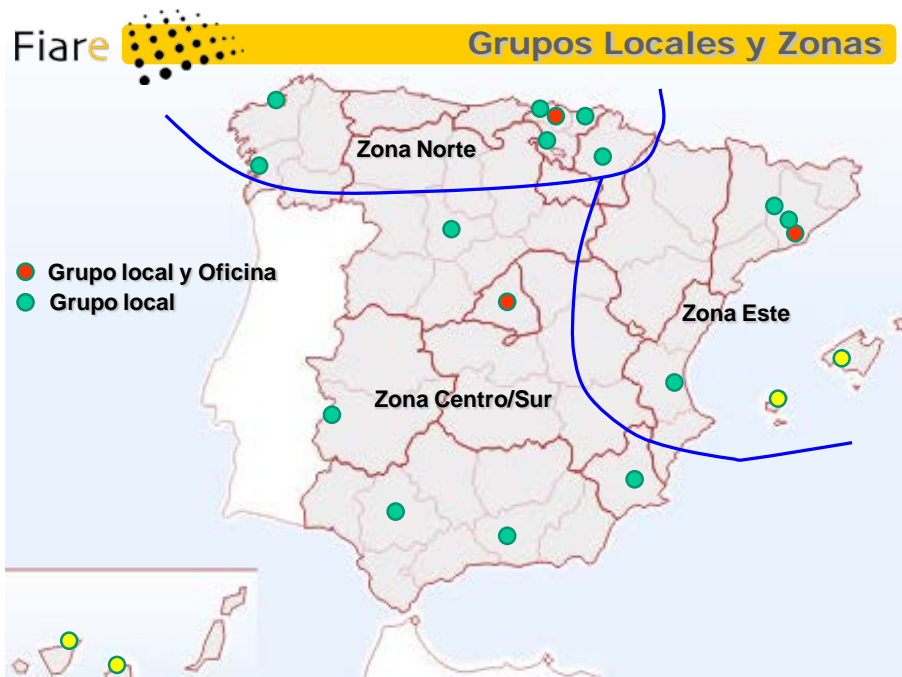 Fiare
Grupos Locales y Zonas
Zona Norte
Grupo local y Oficina
Grupo local
Zona Este
Zona Centro/Sur